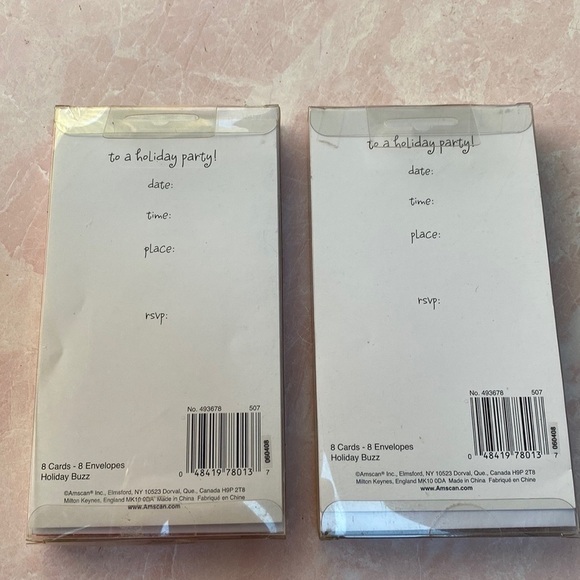 to a holiday party!
date:
time:
place:
rsvp:
No. 493678 507
8 Cards - 8 Envelopes
Holiday Buzz
0 48419 78013 7
060408
©Amscan® Inc., Elmsford, NY 10523 Dorval, Que., Canada H9P 2T8
Milton Keynes, England MK10 0DA Made in China Fabriqué en Chine
www.Amscan.com
to a holiday party!
date:
time:
place:
rsvp:
No. 493678 507
8 Cards - 8 Envelopes
Holiday Buzz
0 48419 78013 7
060408
©Amscan® Inc., Elmsford, NY 10523 Dorval, Que., Canada H9P 2T8
Milton Keynes, England MK10 0DA Made in China Fabriqué en Chine
www.Amscan.com